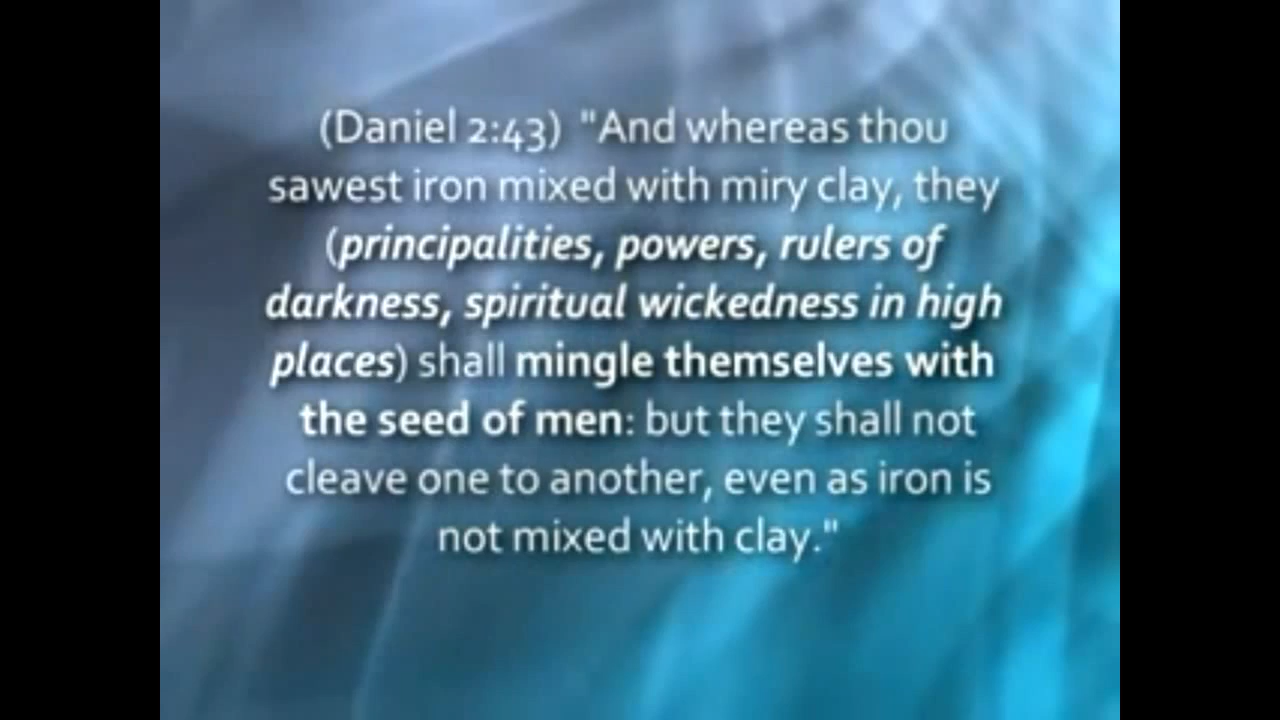 (Daniel 2:43)  "And whereas thou
sawest iron mixed with miry clay, they
(principalities, powers, rulers of
darkness, spiritual wickedness in high
places) shall mingle themselves with
the seed of men: but they shall not
cleave one to another, even as iron is
not mixed with clay."